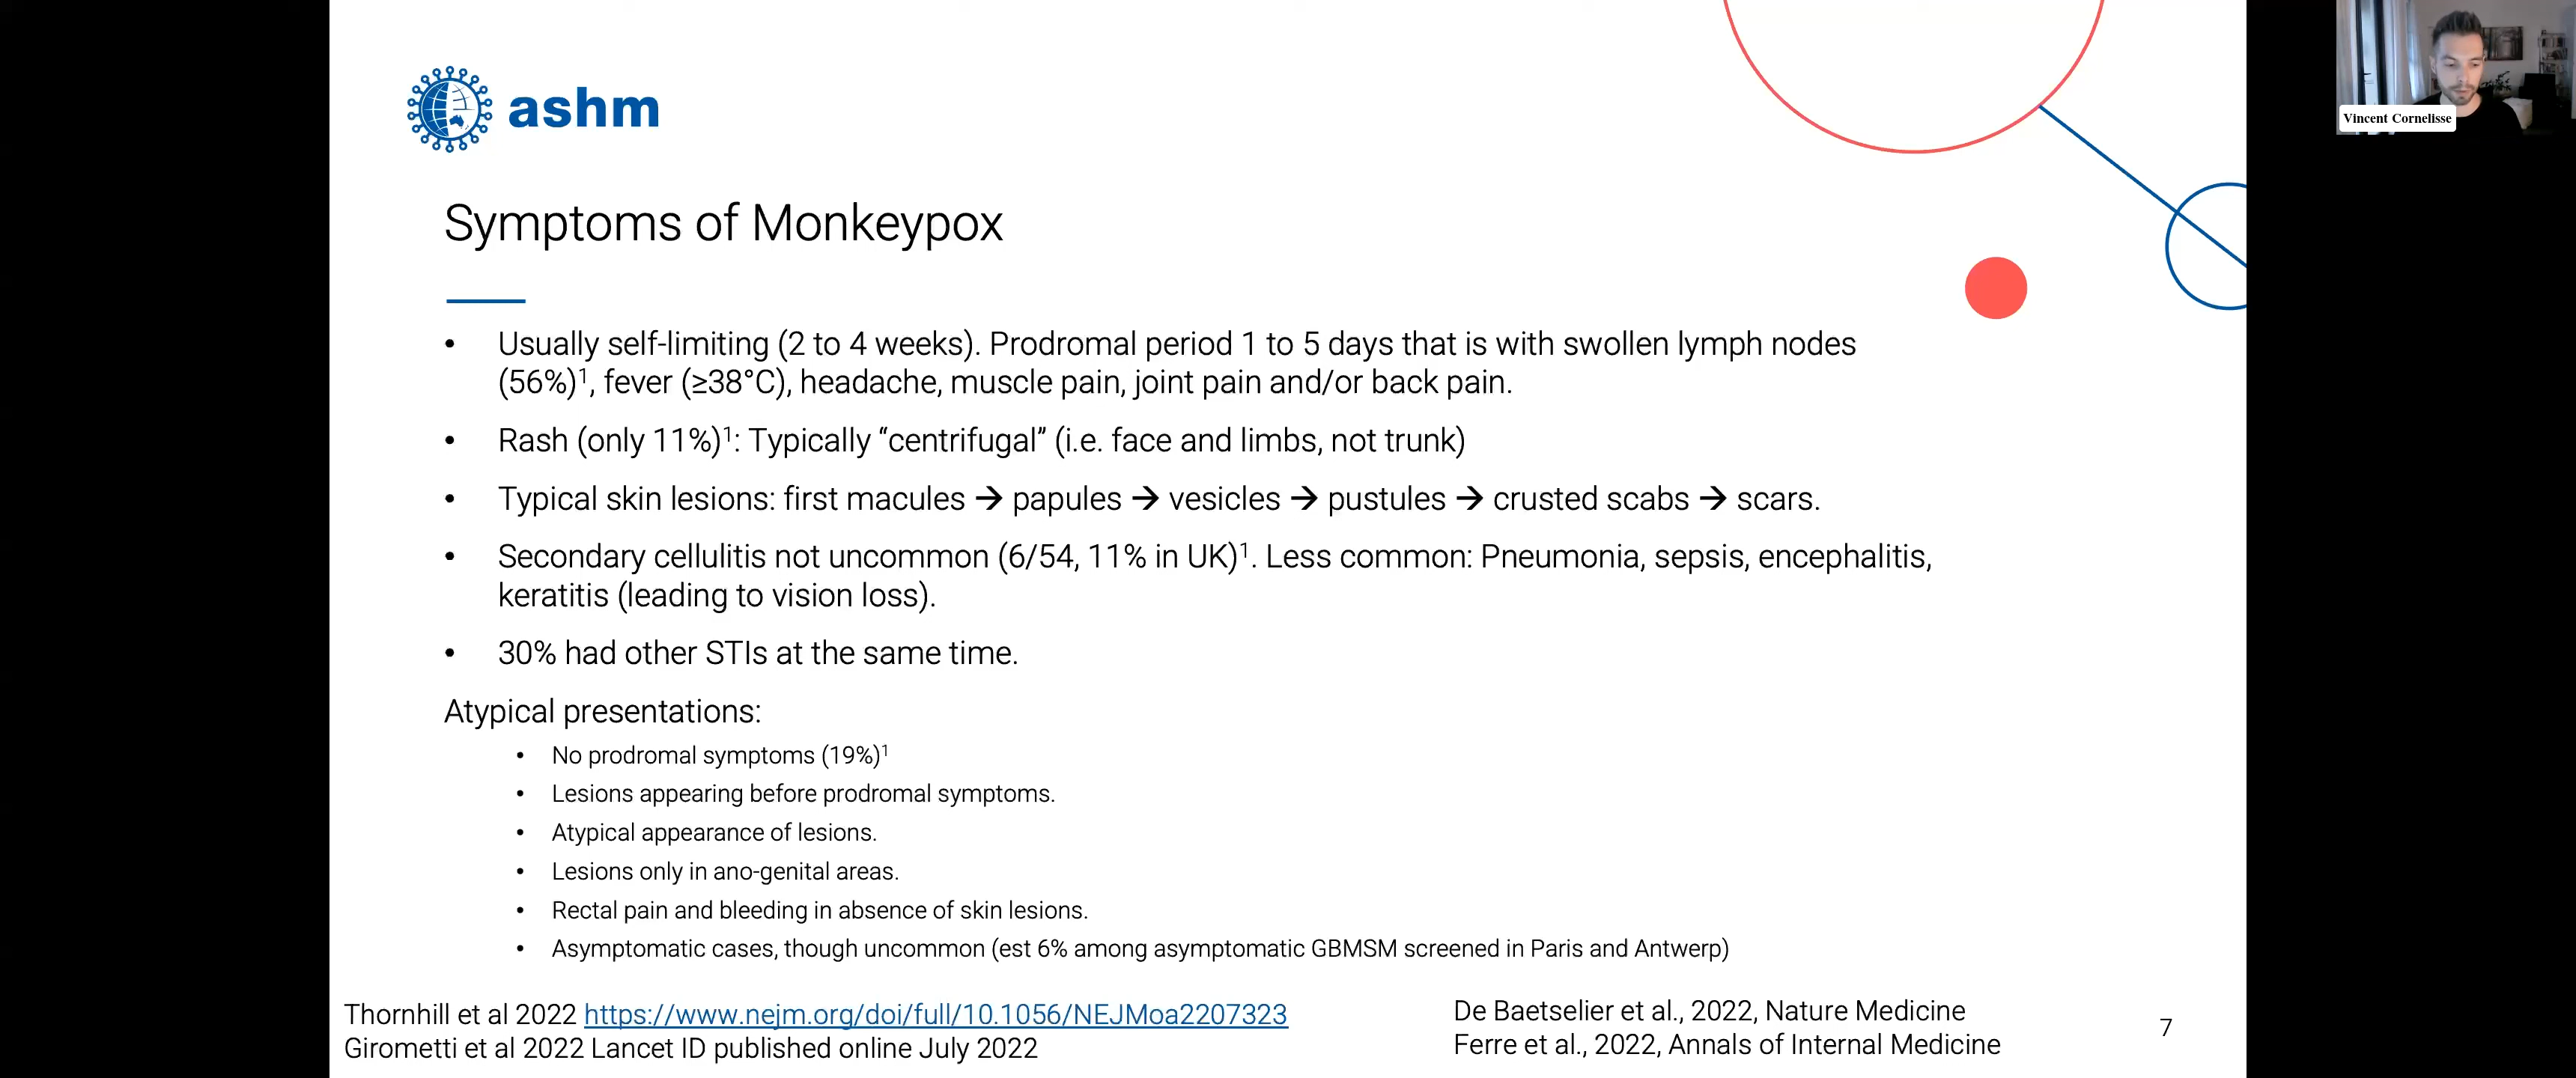 ashm
Vincent Cornelisse
Symptoms of Monkeypox
• Usually self-limiting (2 to 4 weeks). Prodromal period 1 to 5 days that is with swollen lymph nodes
(56%)¹, fever (≥38°C), headache, muscle pain, joint pain and/or back pain.
• Rash (only 11%)¹: Typically “centrifugal” (i.e. face and limbs, not trunk)
• Typical skin lesions: first macules → papules → vesicles → pustules → crusted scabs → scars.
• Secondary cellulitis not uncommon (6/54, 11% in UK)¹. Less common: Pneumonia, sepsis, encephalitis,
keratitis (leading to vision loss).
• 30% had other STIs at the same time.
Atypical presentations:
• No prodromal symptoms (19%)¹
• Lesions appearing before prodromal symptoms.
• Atypical appearance of lesions.
• Lesions only in ano-genital areas.
• Rectal pain and bleeding in absence of skin lesions.
• Asymptomatic cases, though uncommon (est 6% among asymptomatic GBMSM screened in Paris and Antwerp)
Thornhill et al 2022 https://www.nejm.org/doi/full/10.1056/NEJMoa2207323
Girometti et al 2022 Lancet ID published online July 2022
De Baetselier et al., 2022, Nature Medicine
Ferre et al., 2022, Annals of Internal Medicine
7